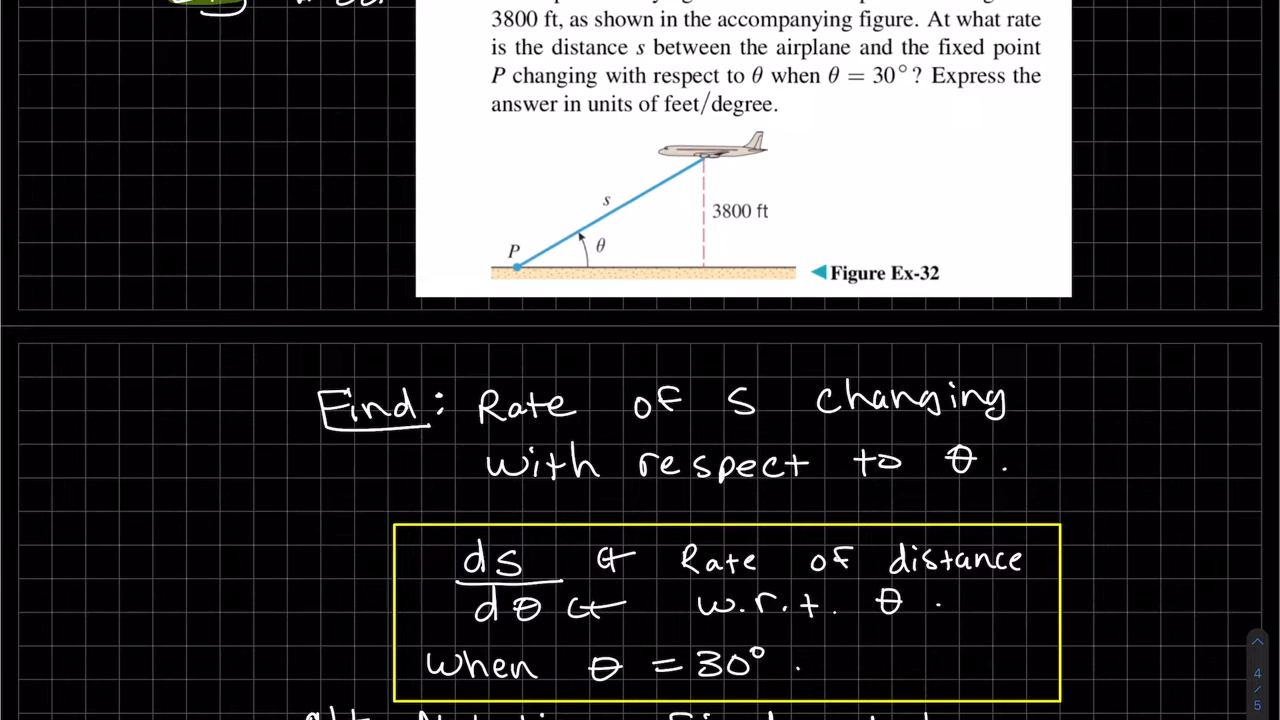 3800 ft, as shown in the accompanying figure. At what rate
is the distance s between the airplane and the fixed point
P changing with respect to θ when θ = 30°? Express the
answer in units of feet/degree.
s
3800 ft
P
θ
◀ Figure Ex-32
Find: Rate of S changing
with respect to θ.
ds ← Rate of distance
dθ ← w.r.t. θ.
when θ = 30°.
4
/
5